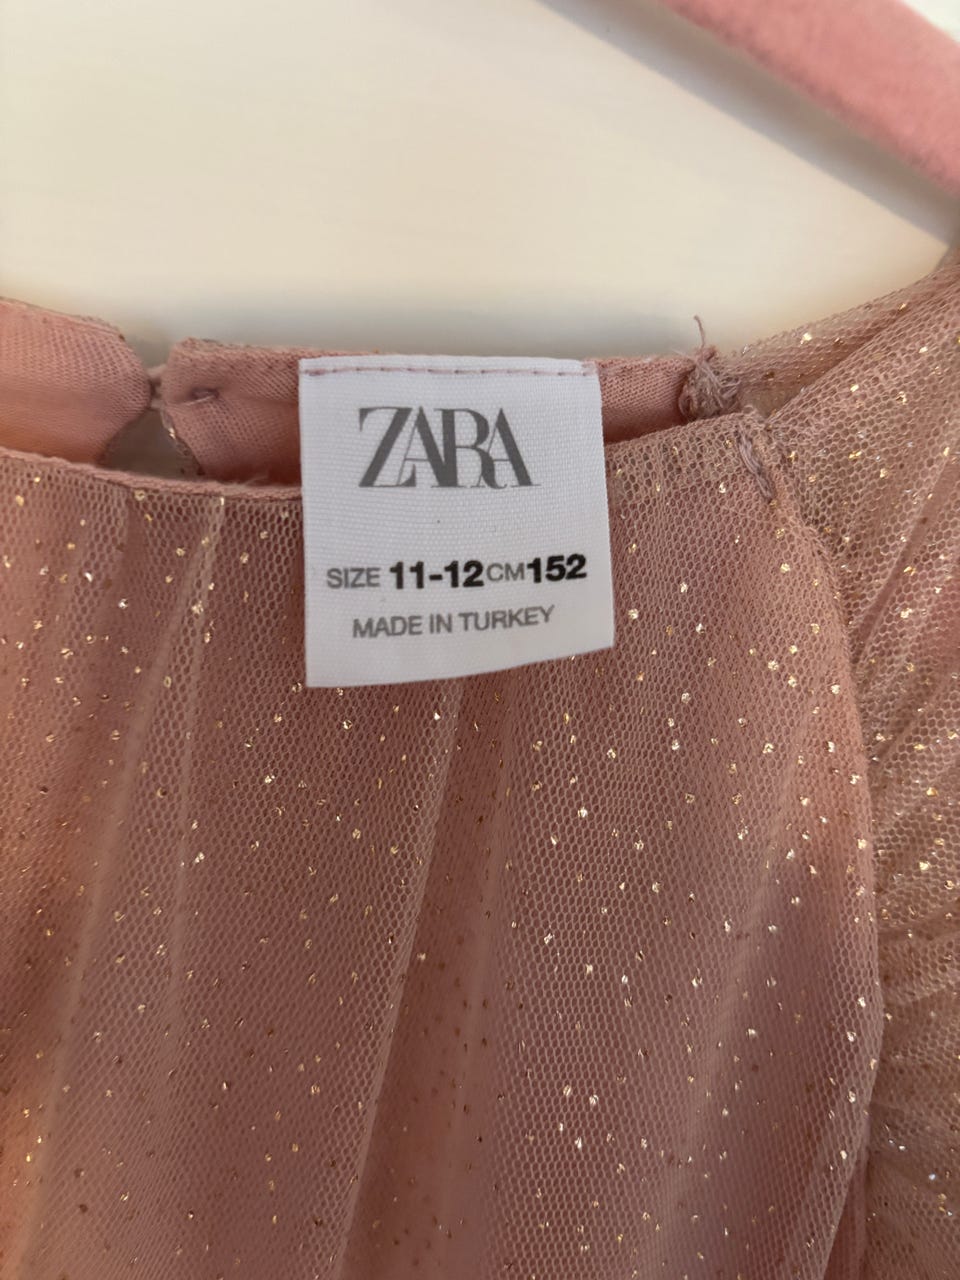 ZARA
SIZE 11-12 CM 152
MADE IN TURKEY